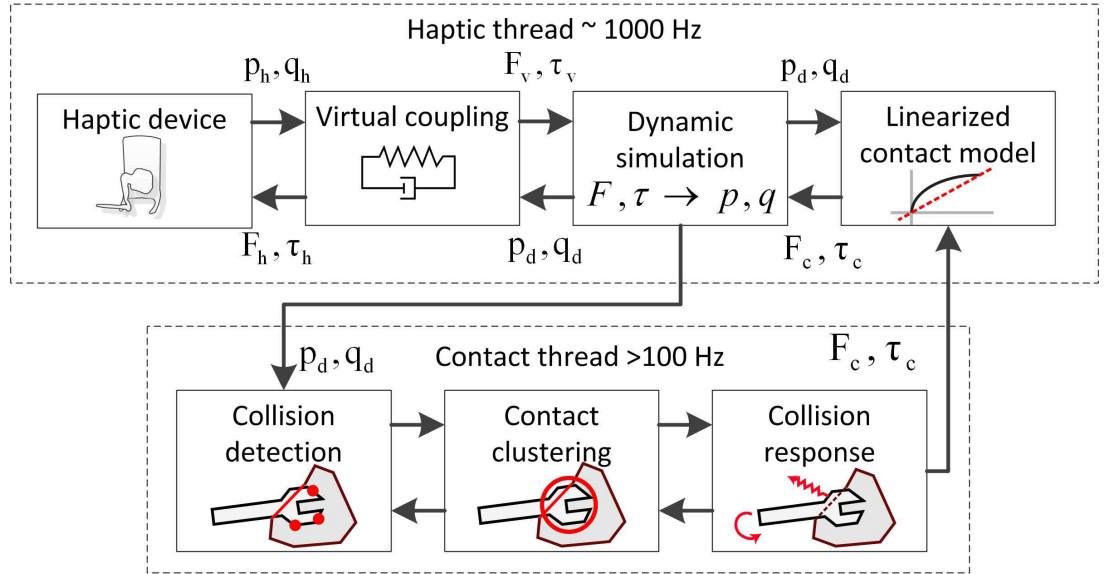 Haptic thread ~ 1000 Hz
p_h, q_h
F_v, τ_v
p_d, q_d
Haptic device
Virtual coupling
Dynamic
simulation
F, τ → p, q
Linearized
contact model
F_h, τ_h
p_d, q_d
F_c, τ_c
p_d, q_d
Contact thread >100 Hz
F_c, τ_c
Collision
detection
Contact
clustering
Collision
response